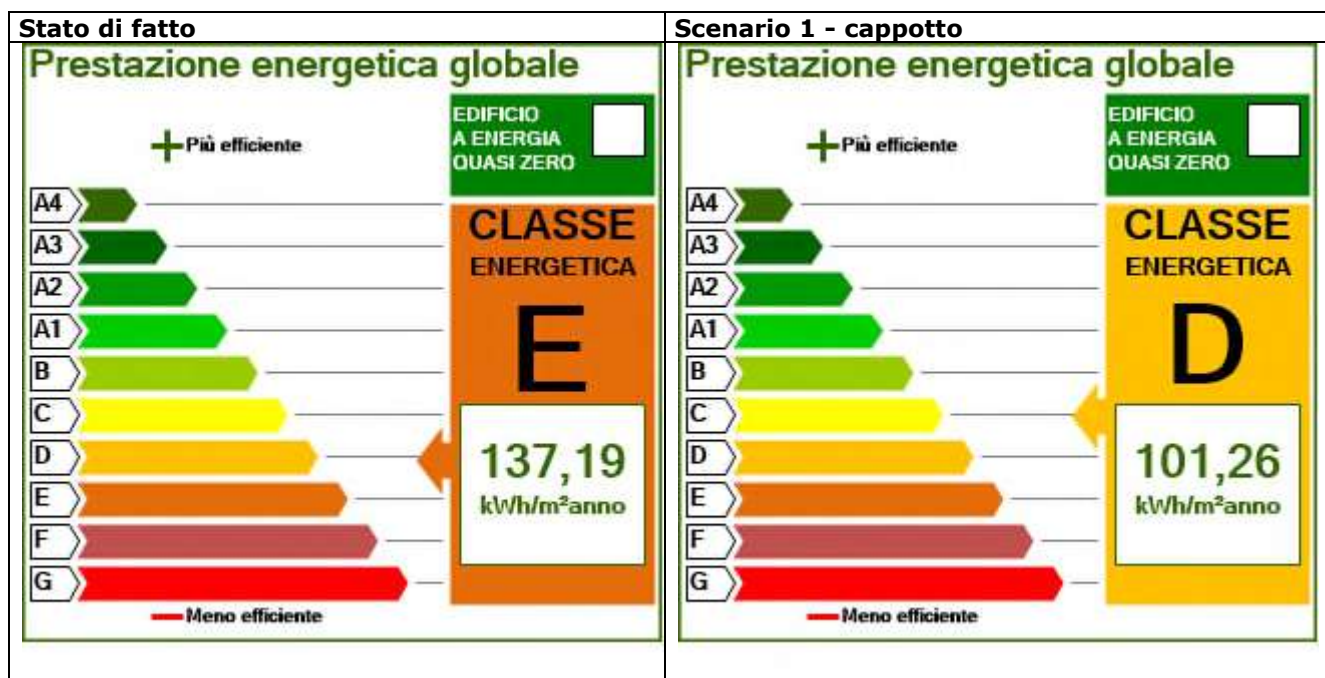 Stato di fatto
Prestazione energetica globale
EDIFICIO
A ENERGIA
QUASI ZERO
Più efficiente
A4
A3
A2
A1
B
C
D
E
F
G
CLASSE
ENERGETICA
E
137,19
kWh/m²anno
Meno efficiente
Scenario 1 - cappotto
Prestazione energetica globale
EDIFICIO
A ENERGIA
QUASI ZERO
Più efficiente
A4
A3
A2
A1
B
C
D
E
F
G
CLASSE
ENERGETICA
D
101,26
kWh/m²anno
Meno efficiente